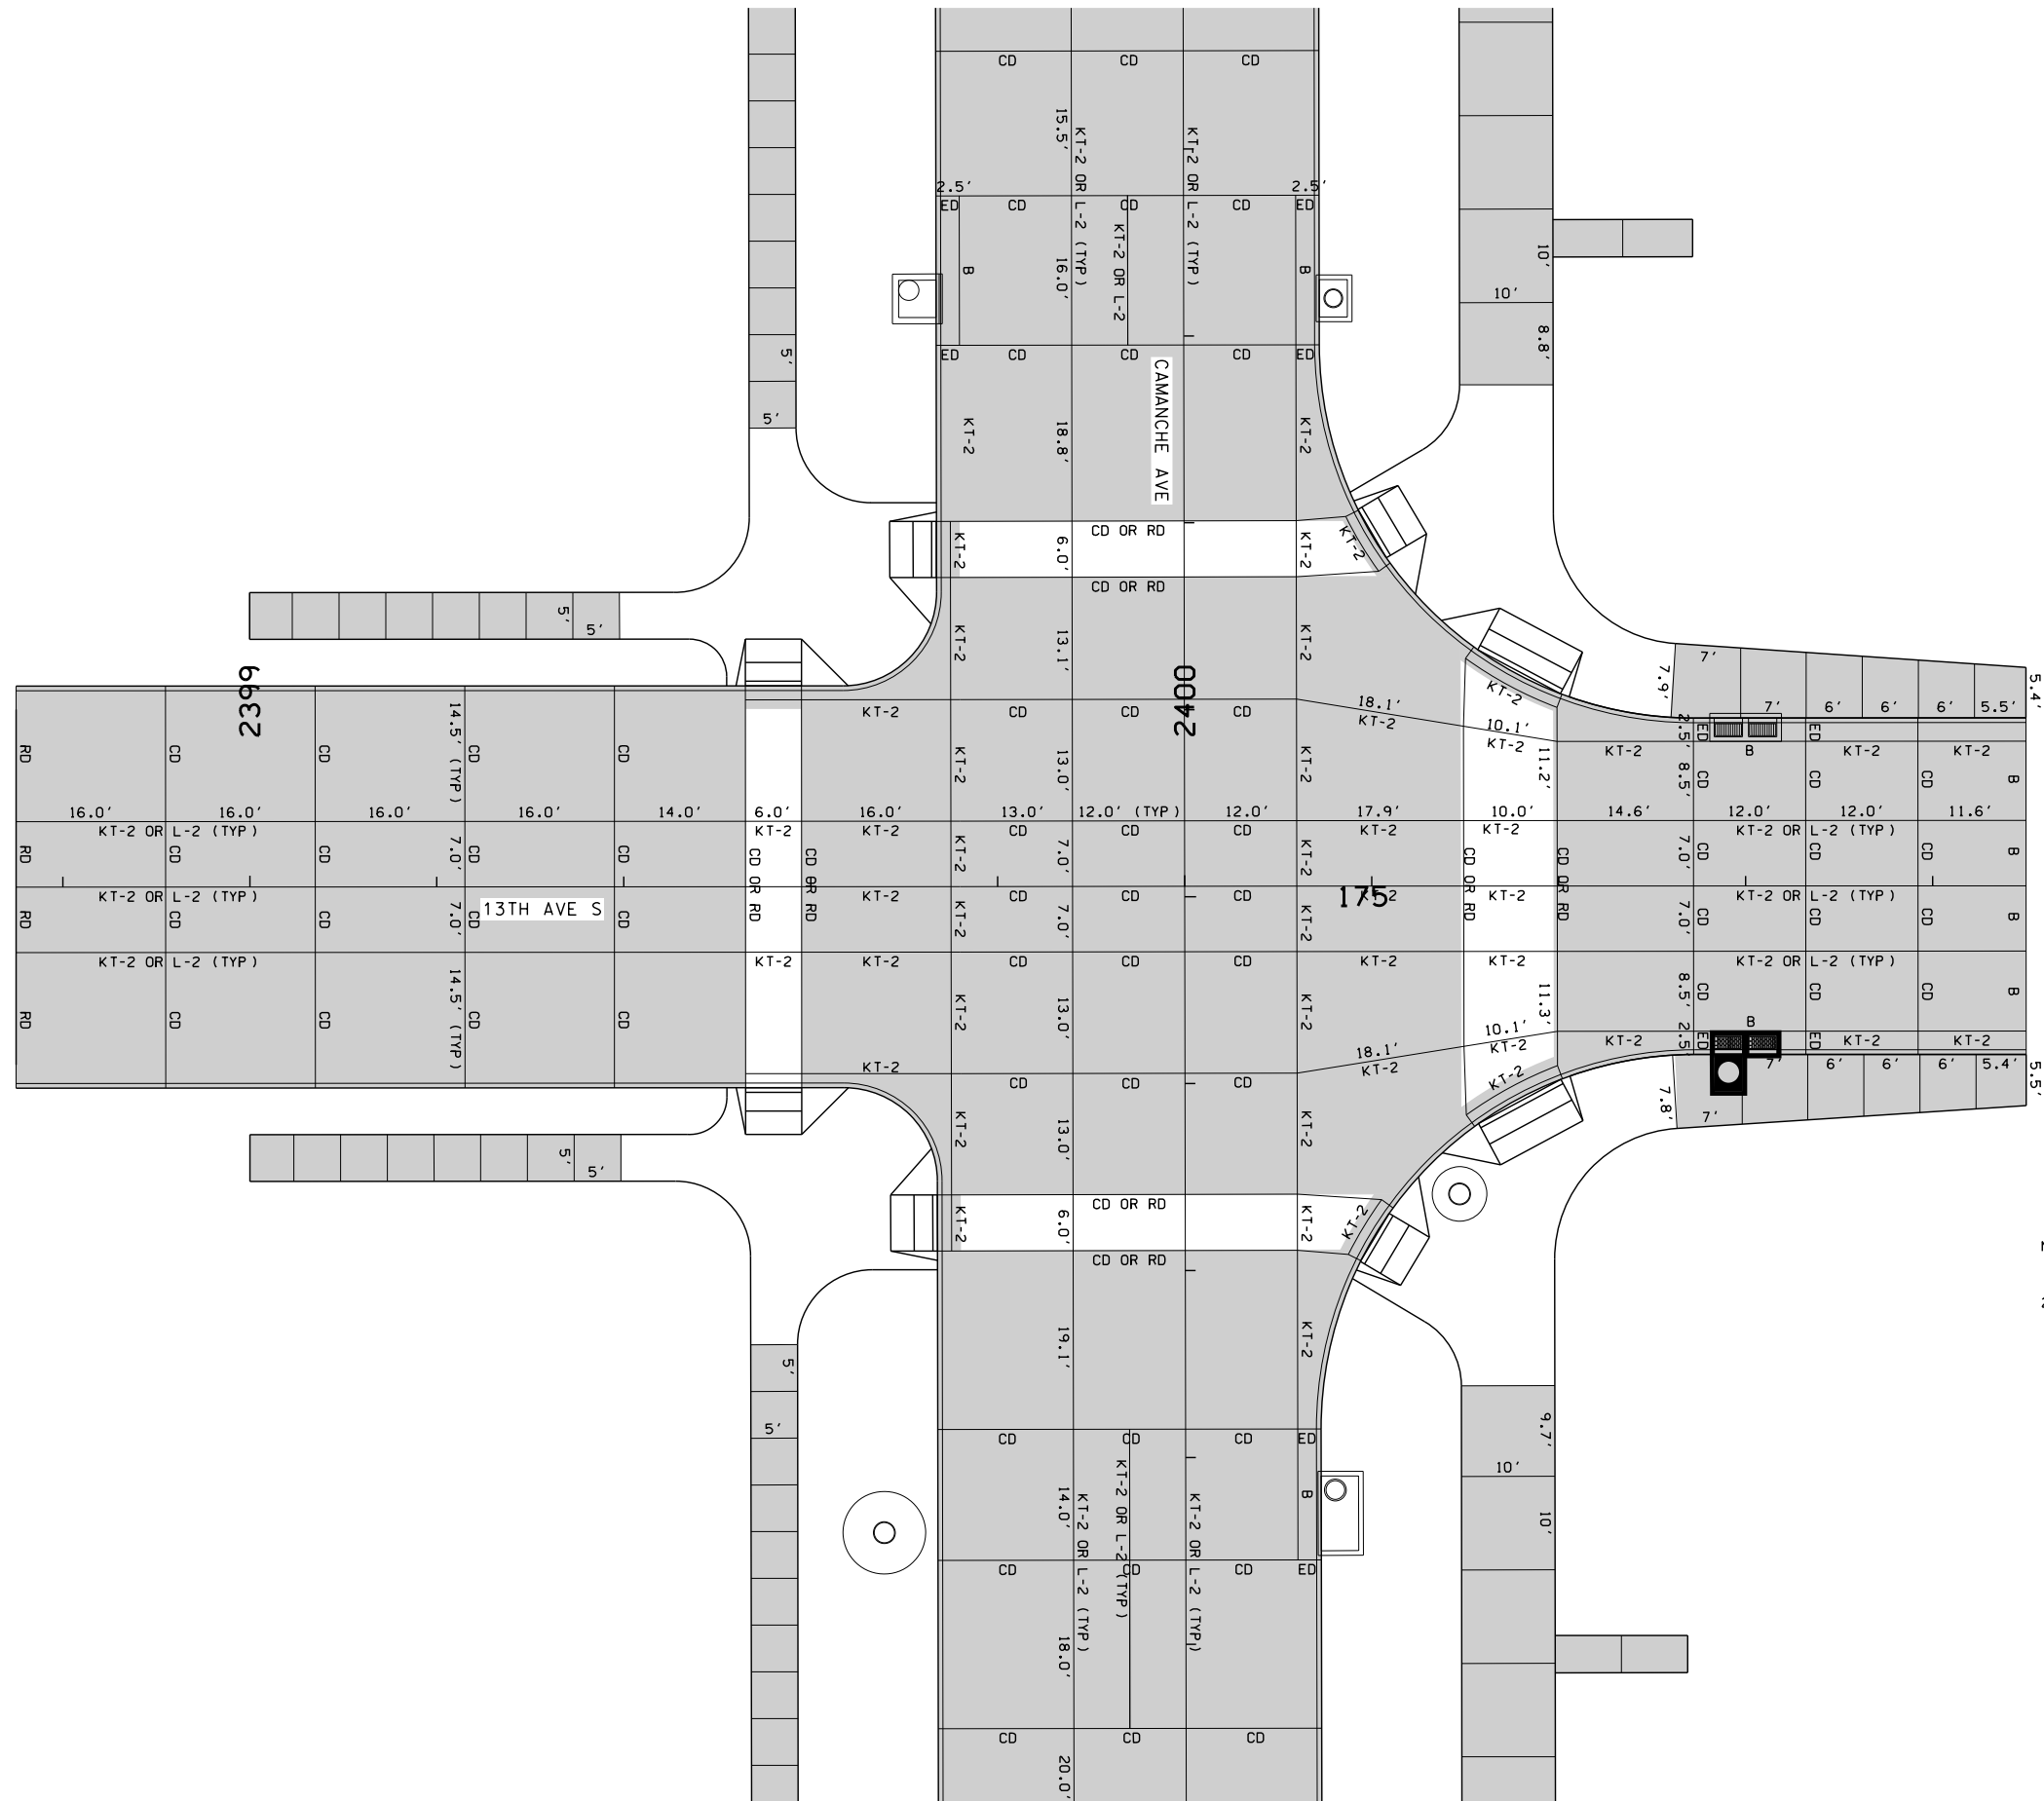 CD CD CD
15.5'
KT-2 OR L-2 (TYP)
KT-2 OR L-2 (TYP)
2.5' 2.5'
ED CD CD CD ED
KT-2 OR L-2
B 16.0' B
10'
10'
8.8'
ED CD CD CD ED
5'
5'
CAMANCHE AVE
KT-2 18.8' KT-2
CD OR RD
KT-2 6.0' KT-2 KT-2
CD OR RD
5'
5'
KT-2 13.1' KT-2
2399
2400
7.9' 7' 5.4'
KT-2
KT-2 CD CD CD 18.1'
KT-2
10.1'
KT-2
7' 6' 6' 5.5'
2.5' ED ED
KT-2 B KT-2 KT-2
14.5' (TYP)
RD CD CD CD CD
KT-2 13.0' KT-2 11.2' 8.5' CD CD CD B
16.0' 16.0' 16.0' 16.0' 14.0' 6.0' 16.0' 13.0' 12.0' (TYP) 12.0' 17.9' 10.0' 14.6' 12.0' 12.0' 11.6'
KT-2 OR L-2 (TYP) KT-2 KT-2 CD CD CD KT-2 KT-2 KT-2 OR L-2 (TYP)
RD CD CD 7.0' CD CD OR RD CD OR RD KT-2 7.0' KT-2 CD OR RD CD OR RD 7.0' CD CD CD B
KT-2 OR L-2 (TYP) KT-2 CD CD CD KT-2 KT-2 KT-2 OR L-2 (TYP)
175
13TH AVE S
RD CD CD 7.0' CD CD KT-2 7.0' KT-2 7.0' CD CD CD B
KT-2 OR L-2 (TYP) KT-2 KT-2 CD CD CD KT-2 KT-2 KT-2 OR L-2 (TYP)
14.5' (TYP)
RD CD CD CD CD
KT-2 13.0' KT-2 11.3' 8.5' CD CD CD B
KT-2 CD CD CD 18.1'
KT-2
10.1'
KT-2
KT-2 B KT-2 KT-2
2.5' ED ED
7' 6' 6' 6' 5.4' 5.5'
KT-2
7.8' 7'
KT-2 13.0' KT-2
5'
5'
CD OR RD
KT-2 6.0' KT-2 KT-2
CD OR RD
19.1' KT-2
5'
5'
9.7'
10'
10'
CD CD CD ED
KT-2 OR L-2 (TYP)
14.0' B
KT-2 OR L-2 (TYP)
KT-2 OR L-2 (TYP)
CD CD CD ED
18.0'
CD CD CD
20.0'